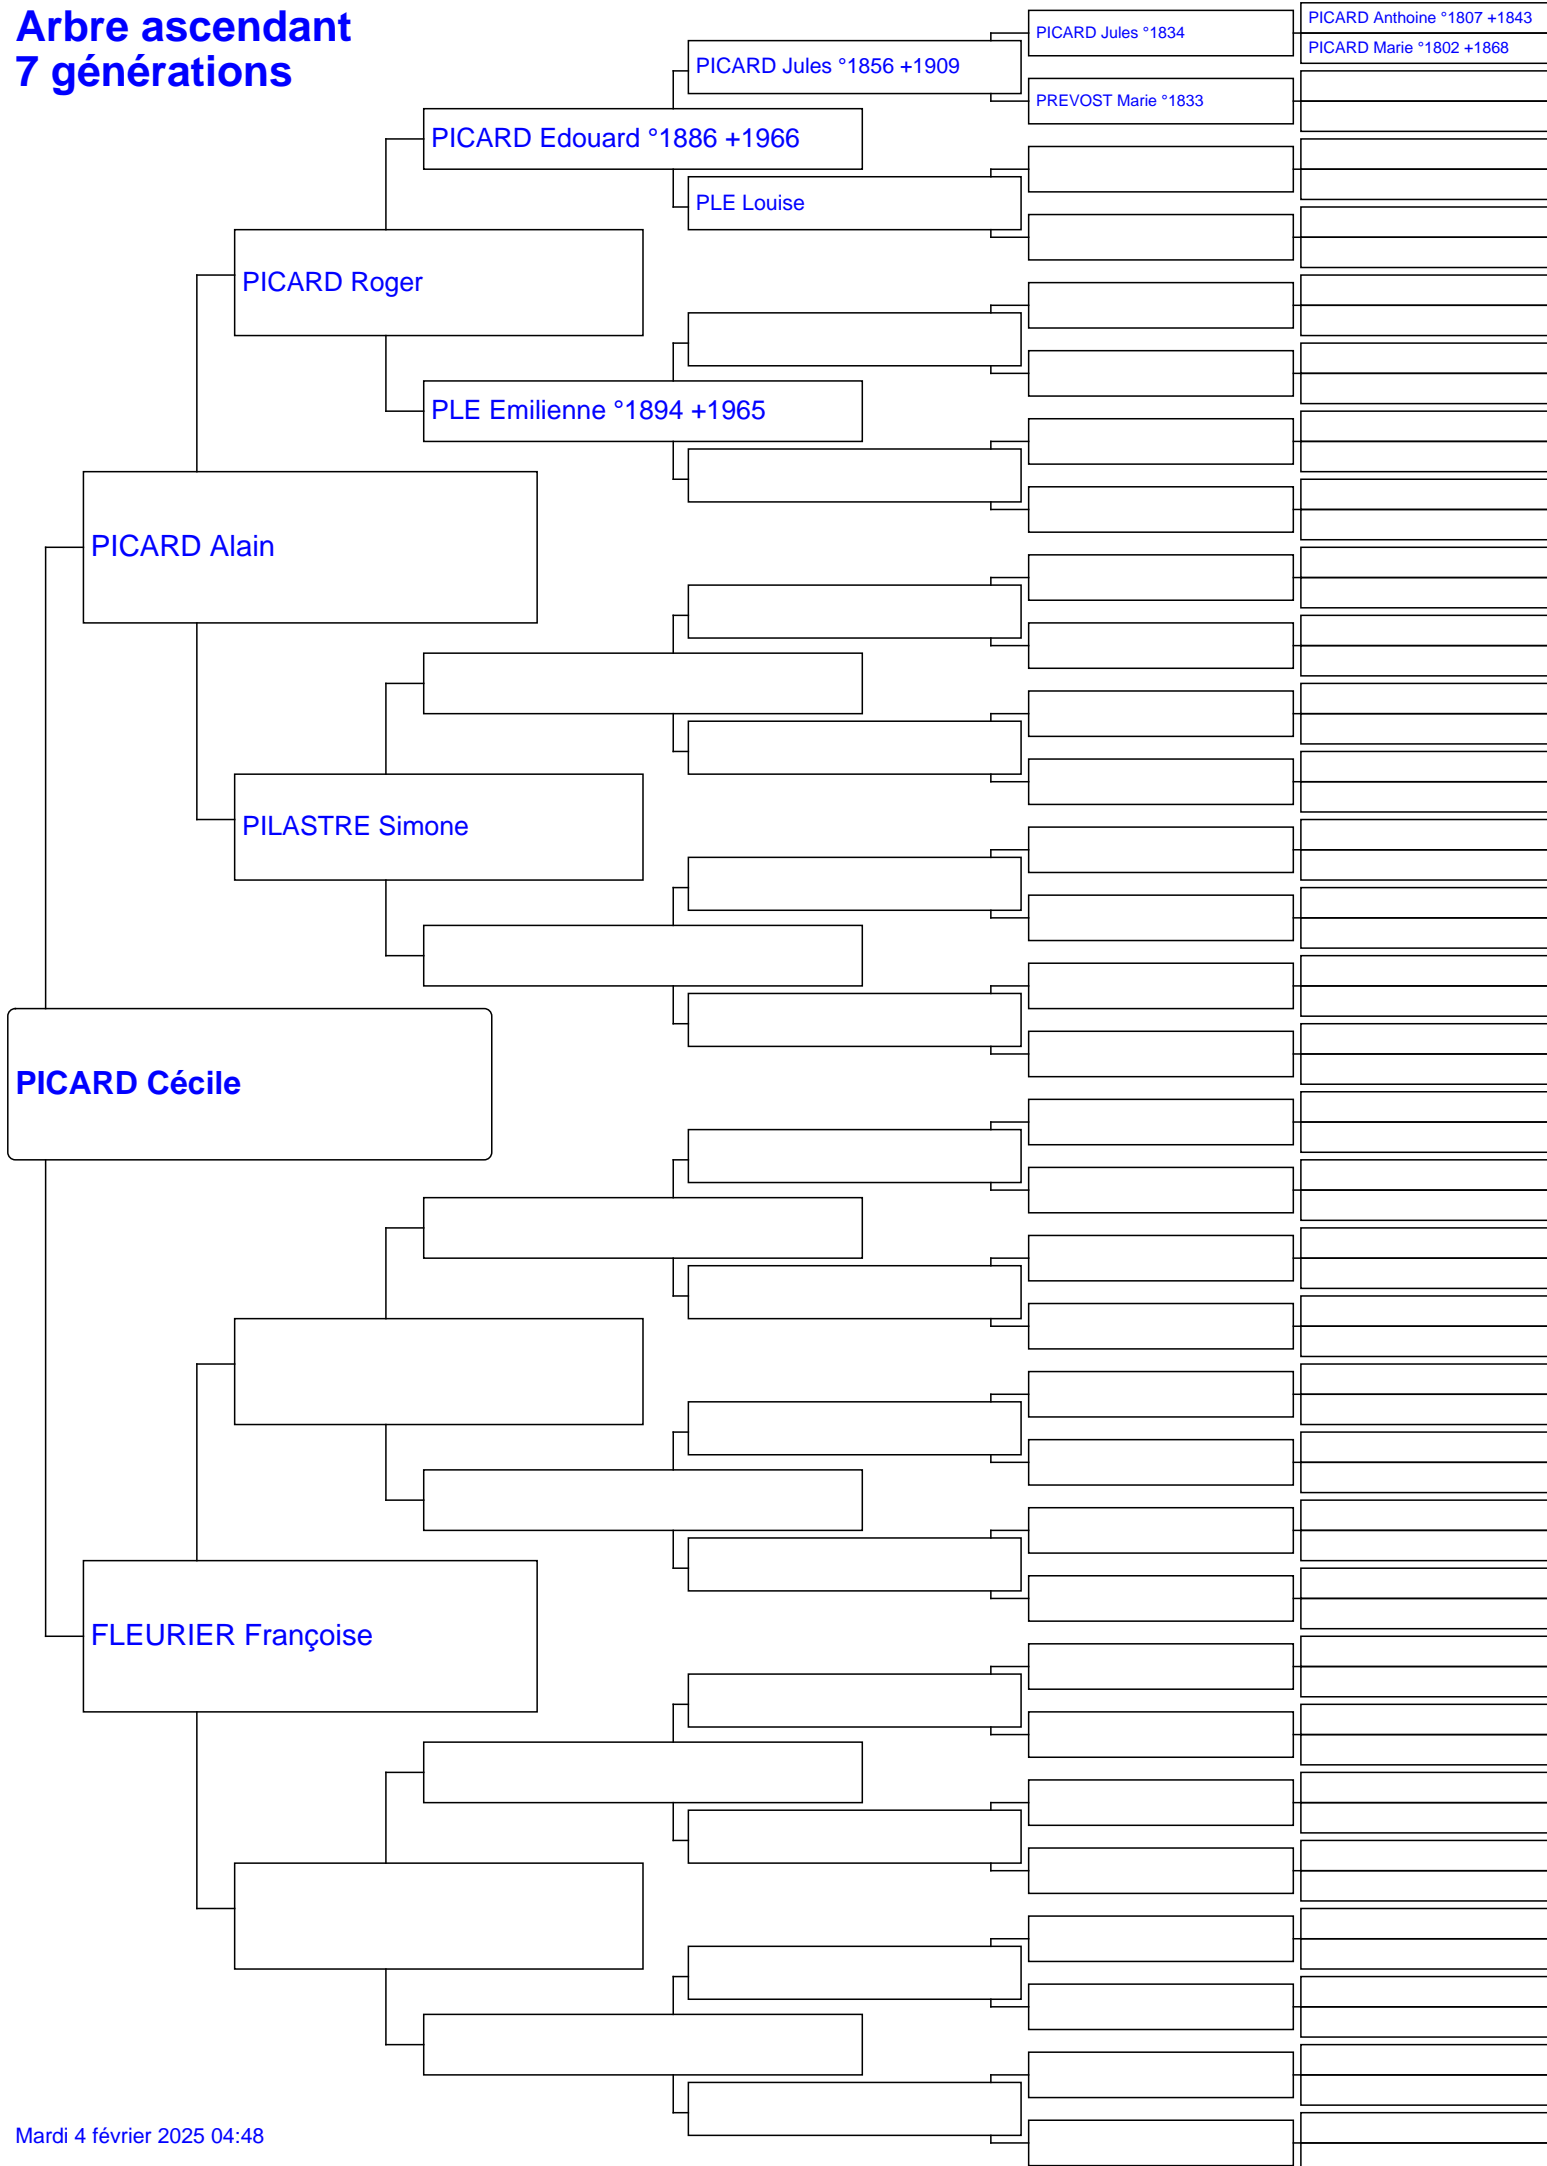 Arbre ascendant
7 générations
PICARD Anthoine °1807 +1843
PICARD Jules °1834
PICARD Marie °1802 +1868
PICARD Jules °1856 +1909
PREVOST Marie °1833
PICARD Edouard °1886 +1966
PLE Louise
PICARD Roger
PLE Emilienne °1894 +1965
PICARD Alain
PILASTRE Simone
PICARD Cécile
FLEURIER Françoise
Mardi 4 février 2025 04:48